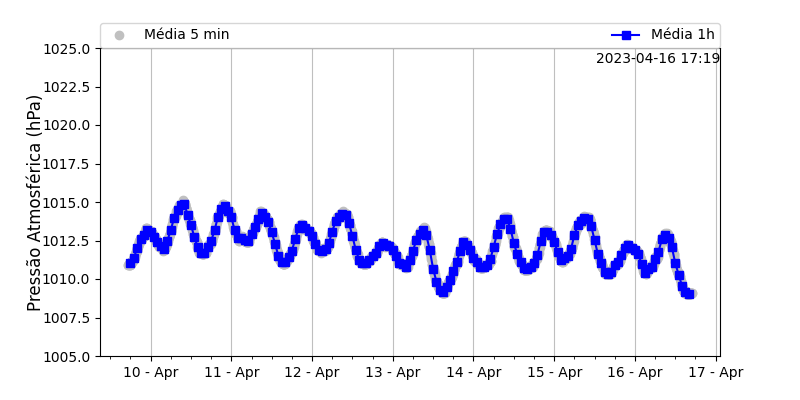 Média 5 min
Média 1h
2023-04-16 17:19
Pressão Atmosférica (hPa)
1025.0
1022.5
1020.0
1017.5
1015.0
1012.5
1010.0
1007.5
1005.0
10 - Apr
11 - Apr
12 - Apr
13 - Apr
14 - Apr
15 - Apr
16 - Apr
17 - Apr